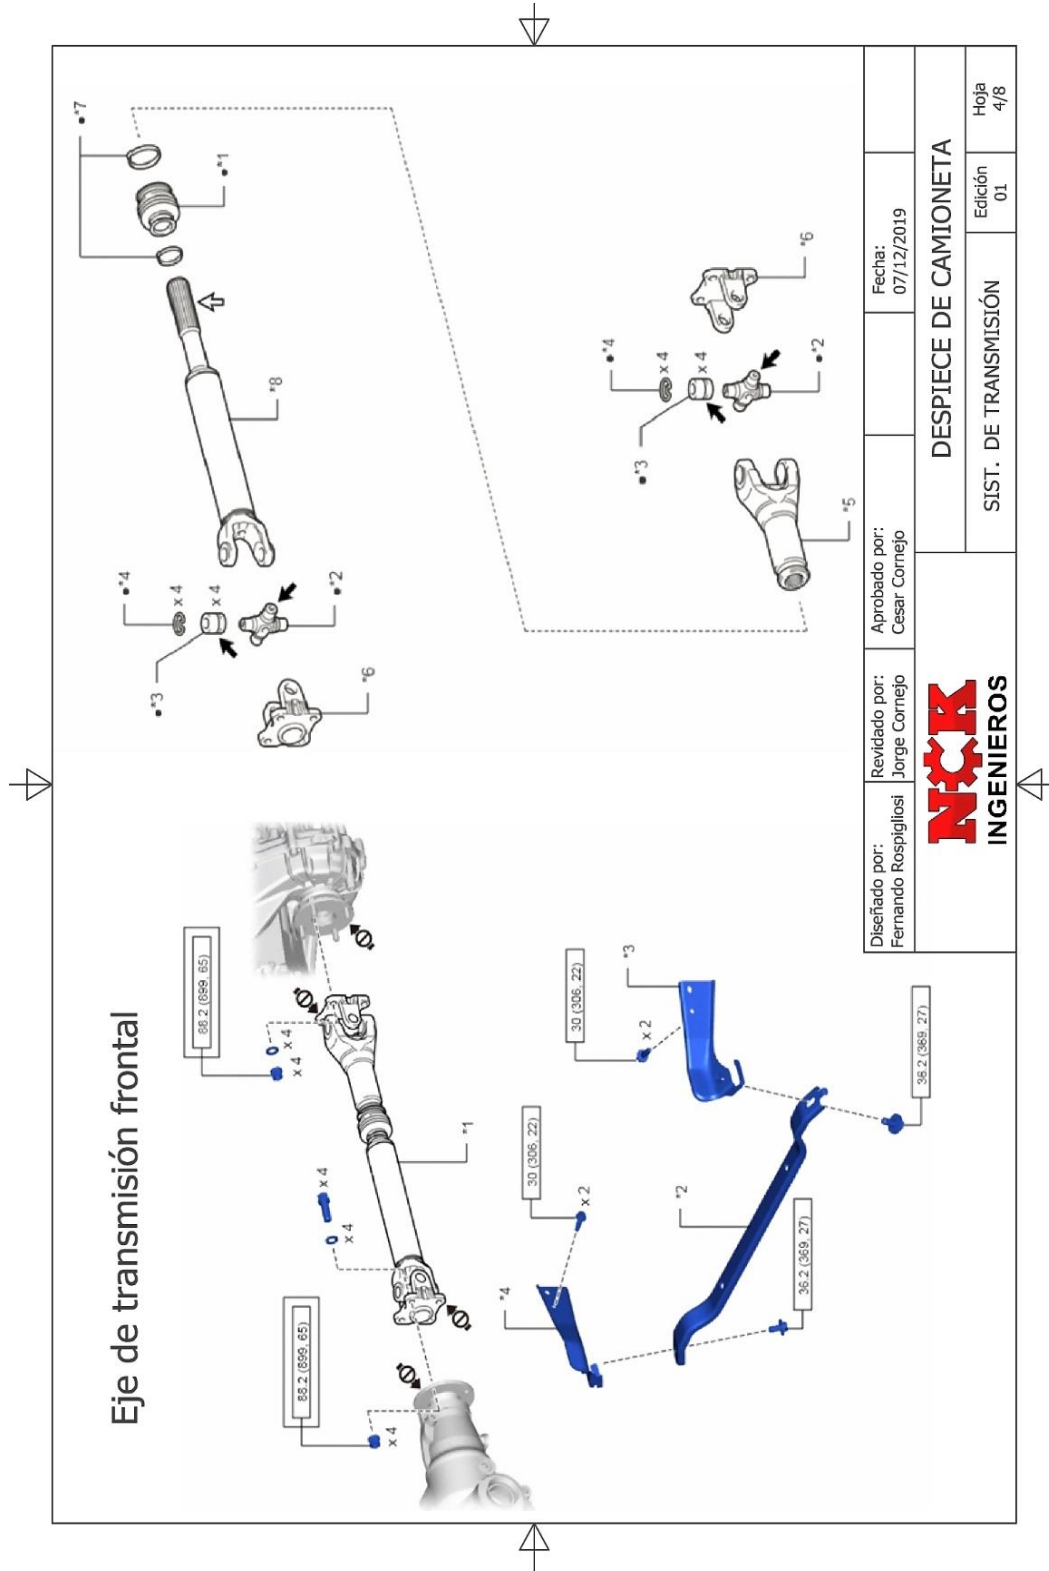 Eje de transmisión frontal
88.2 (899, 65)
x 4
88.2 (899, 65)
x 4
x 4
x 4
x 4
*1
30 (306, 22)
x 2
*4
36.2 (369, 27)
*2
30 (306, 22)
x 2
*3
36.2 (369, 27)
●*3
●*4
x 4
x 4
●*2
*6
*8
●*7
●*1
*5
●*3
●*4
x 4
x 4
●*2
*6
Diseñado por:
Fernando Rospigliosi
Revidado por:
Jorge Cornejo
Aprobado por:
Cesar Cornejo
Fecha:
07/12/2019
NCK
INGENIEROS
DESPIECE DE CAMIONETA
SIST. DE TRANSMISIÓN
Edición
01
Hoja
4/8